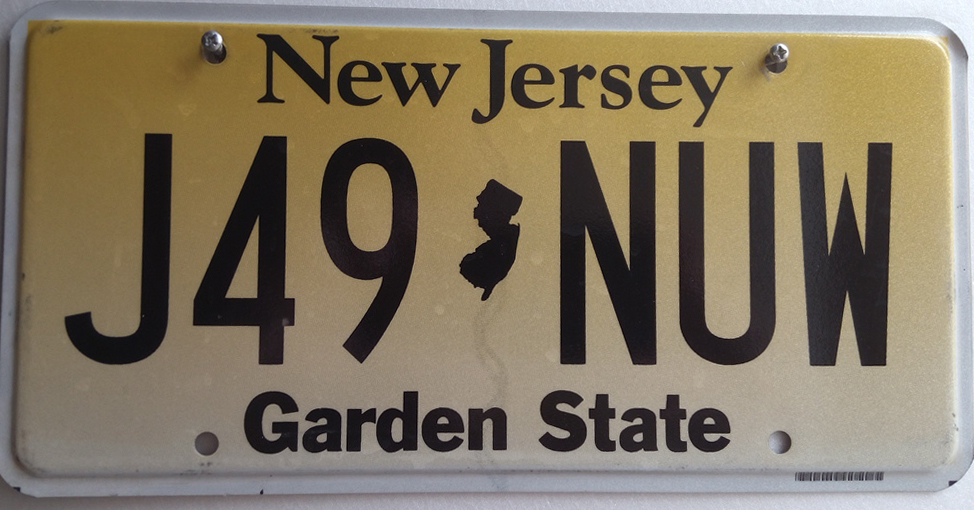 New Jersey
J49 NUW
Garden State